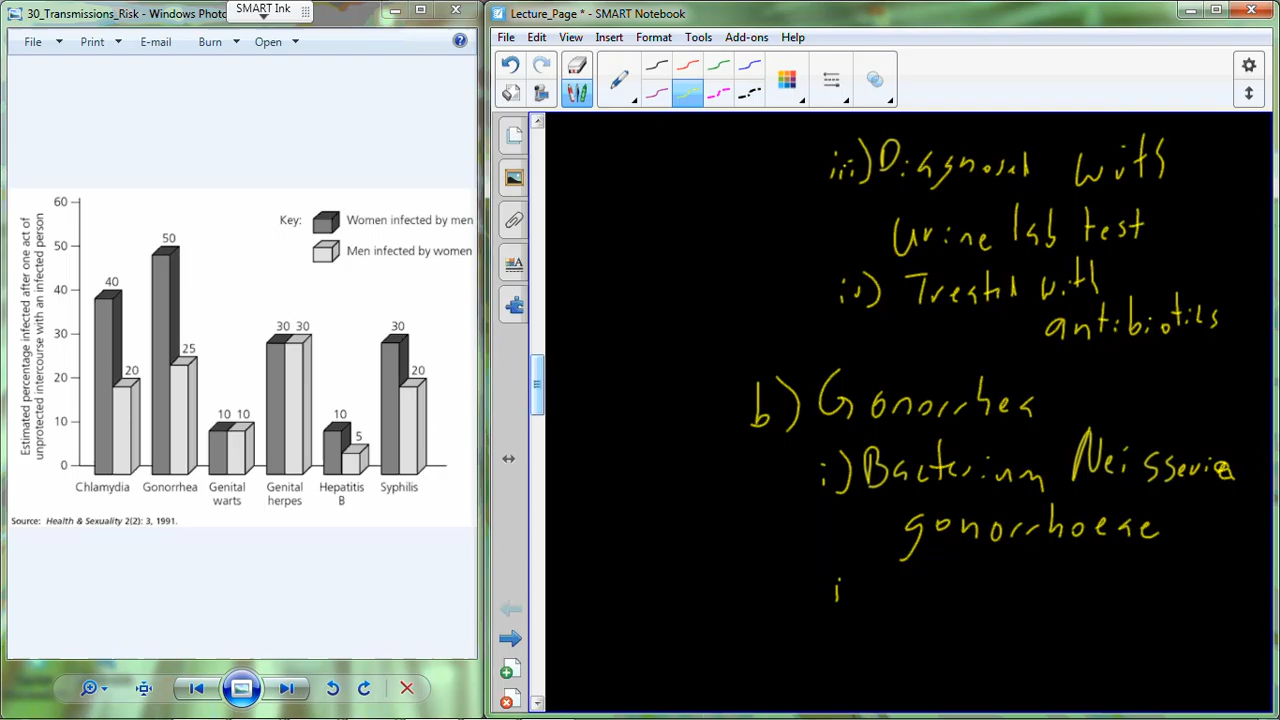 30_Transmissions_Risk - Windows Photo
SMART Ink
File Print E-mail Burn Open
60
50
40
30
20
10
0
Estimated percentage infected after one act of
unprotected intercourse with an infected person
Key: Women infected by men
Men infected by women
40 20
50 25
10 10
30 30
10 5
30 20
Chlamydia Gonorrhea Genital warts Genital herpes Hepatitis B Syphilis
Source: Health & Sexuality 2(2): 3, 1991.
Lecture_Page * - SMART Notebook
File Edit View Insert Format Tools Add-ons Help
iii) Diagnosed with
Urine lab test
iv) Treated with
antibiotics
b) Gonorrhea
i) Bacterium Neisseria
gonorrhoeae
i